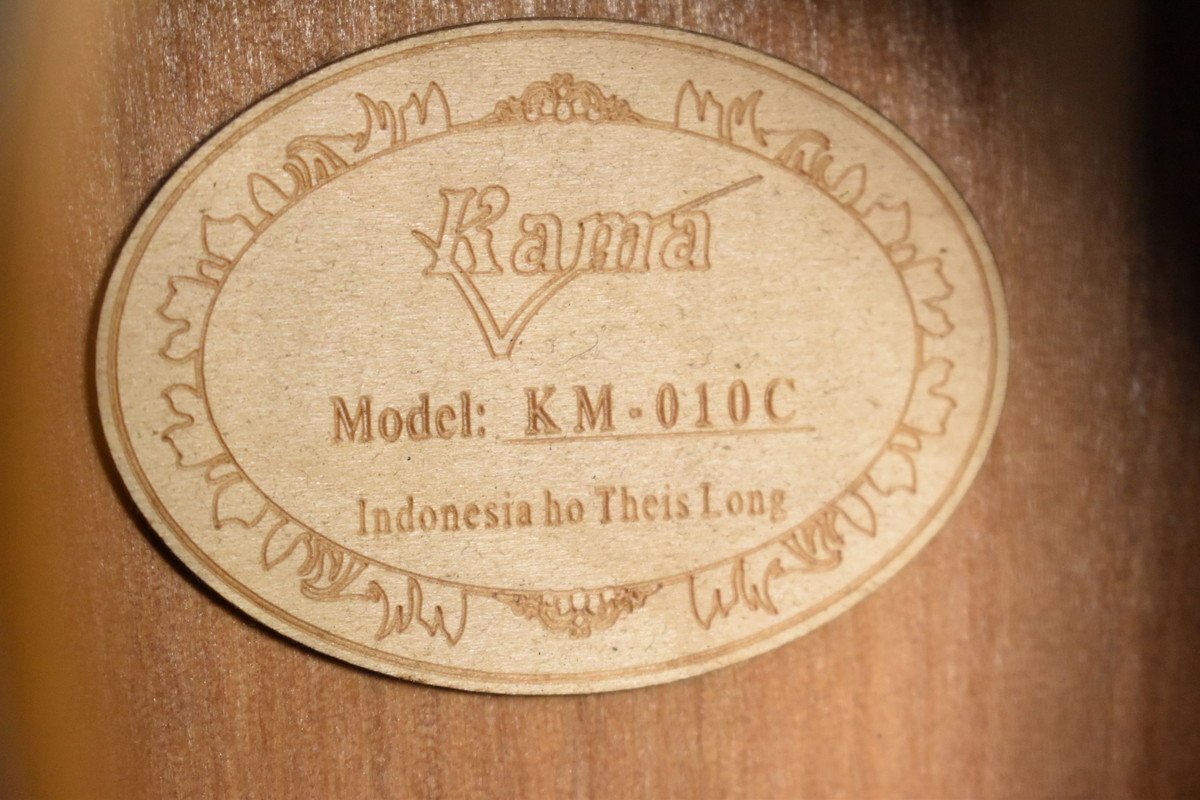 Kama
Model: KM-010C
Indonesia ho Theis Long